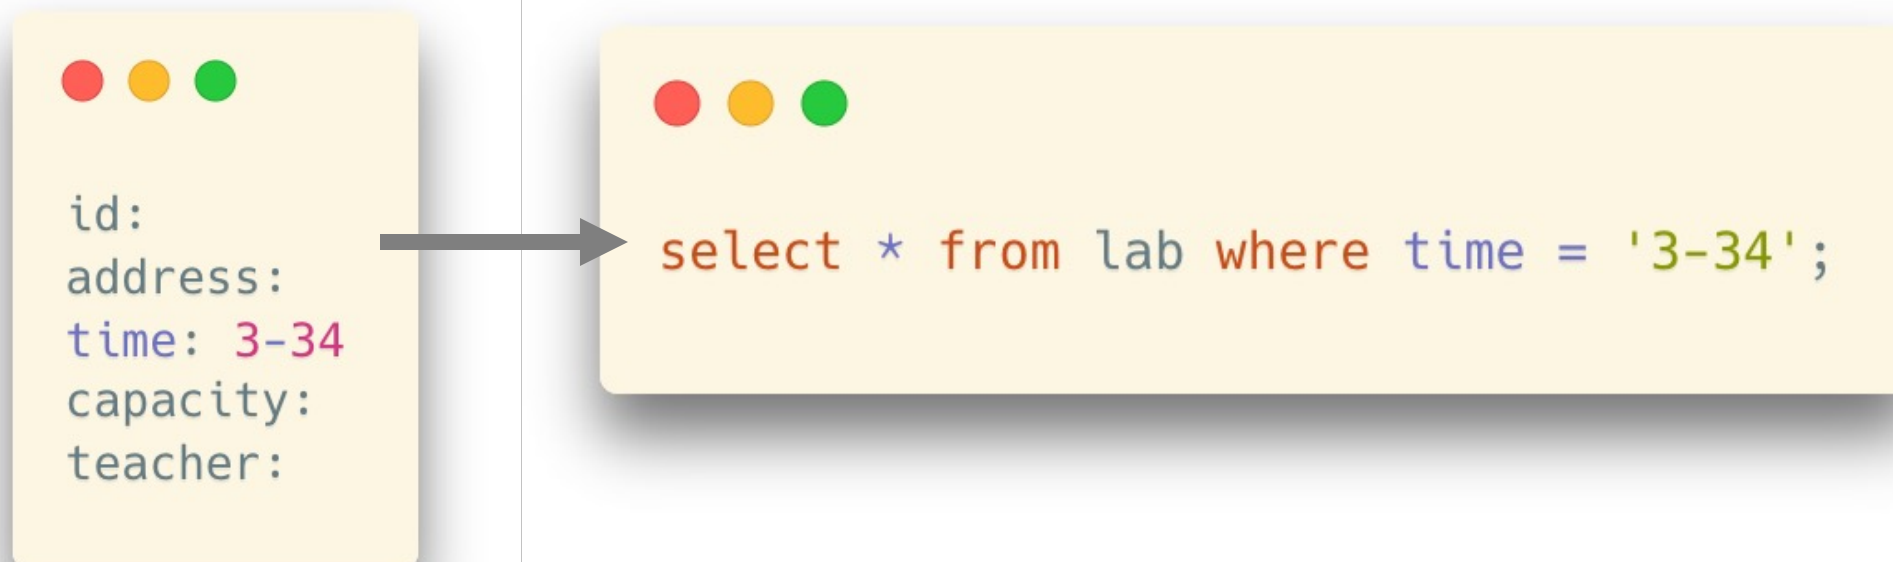 id:
address:
time: 3-34
capacity:
teacher:
select * from lab where time = '3-34';